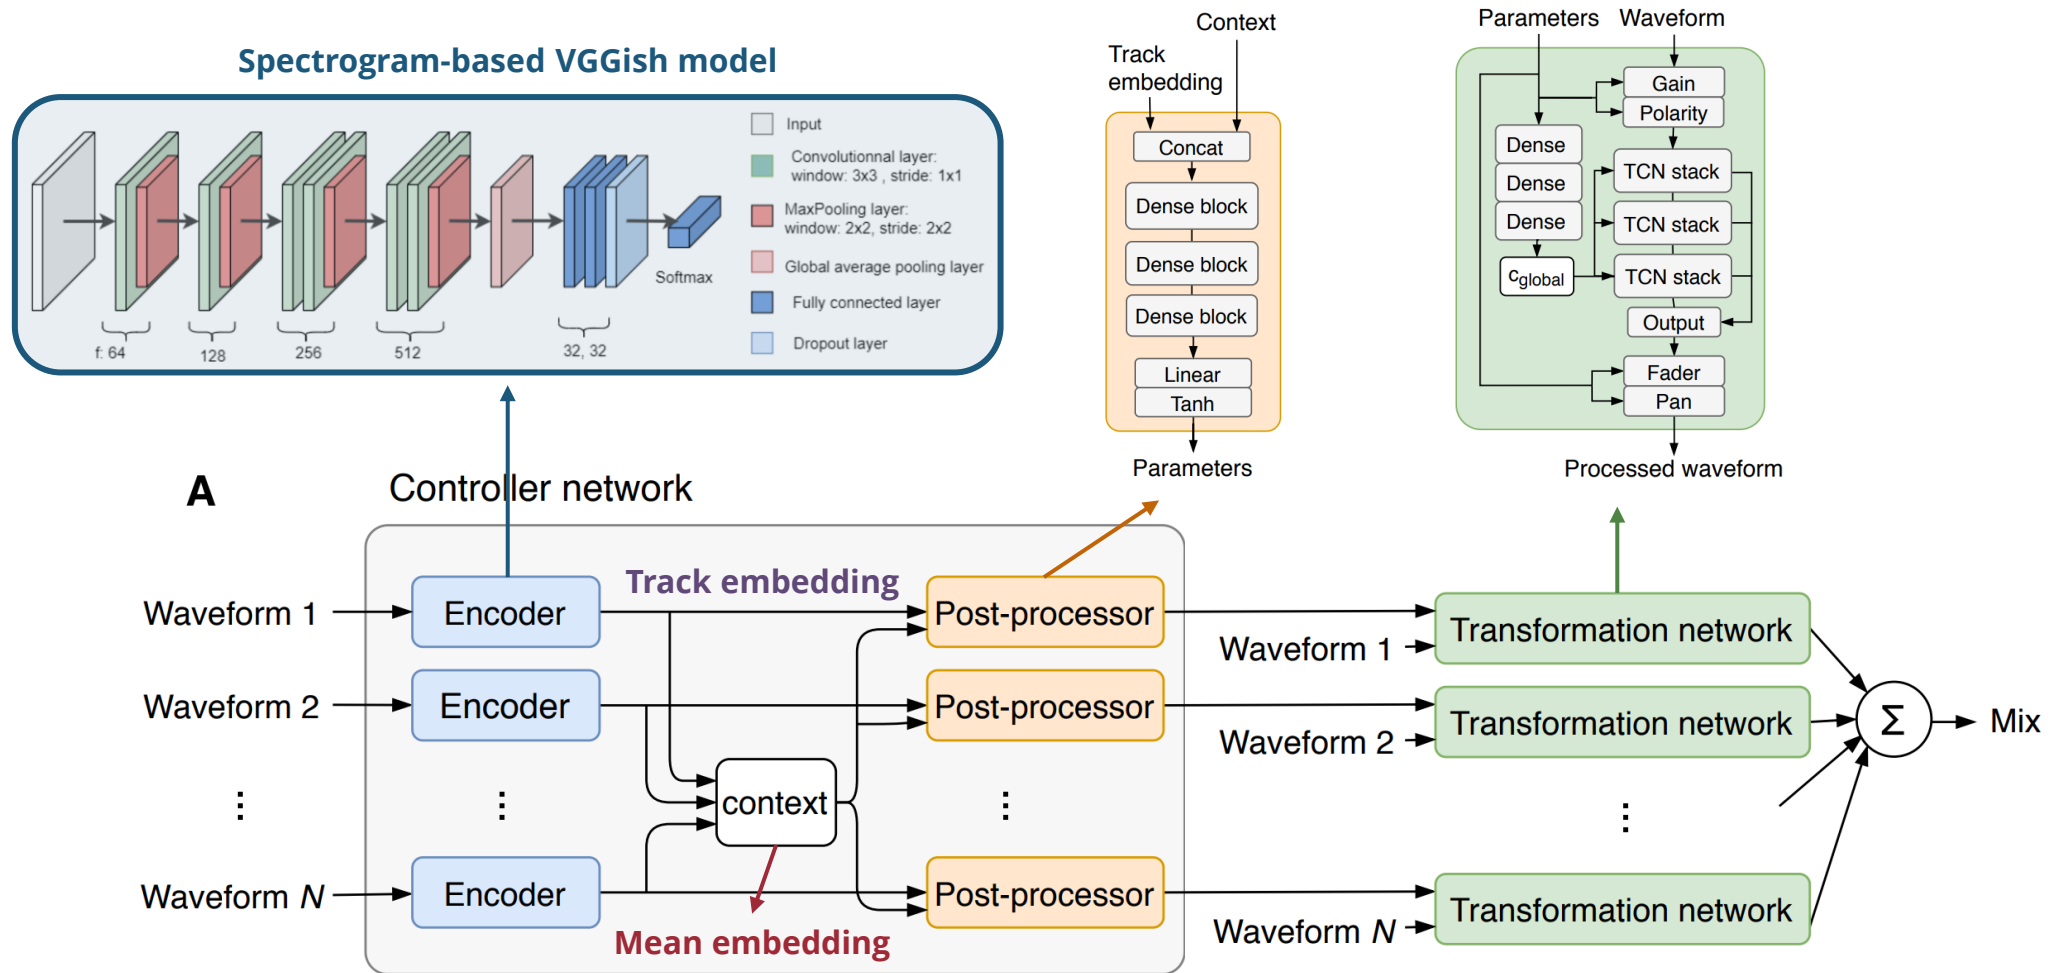 Spectrogram-based VGGish model
Input
Convolutionnal layer:
window: 3x3 , stride: 1x1
MaxPooling layer:
window: 2x2, stride: 2x2
Global average pooling layer
Fully connected layer
Dropout layer
Softmax
f: 64
128
256
512
32, 32
Context
Track
embedding
Concat
Dense block
Dense block
Dense block
Linear
Tanh
Parameters
Parameters
Waveform
Gain
Polarity
Dense
Dense
Dense
cglobal
TCN stack
TCN stack
TCN stack
Output
Fader
Pan
Processed waveform
A
Controller network
Waveform 1
Encoder
Track embedding
Post-processor
Waveform 1
Transformation network
Waveform 2
Encoder
Post-processor
Waveform 2
Transformation network
Σ
Mix
⋮
⋮
context
⋮
⋮
Waveform N
Encoder
Mean embedding
Post-processor
Waveform N
Transformation network